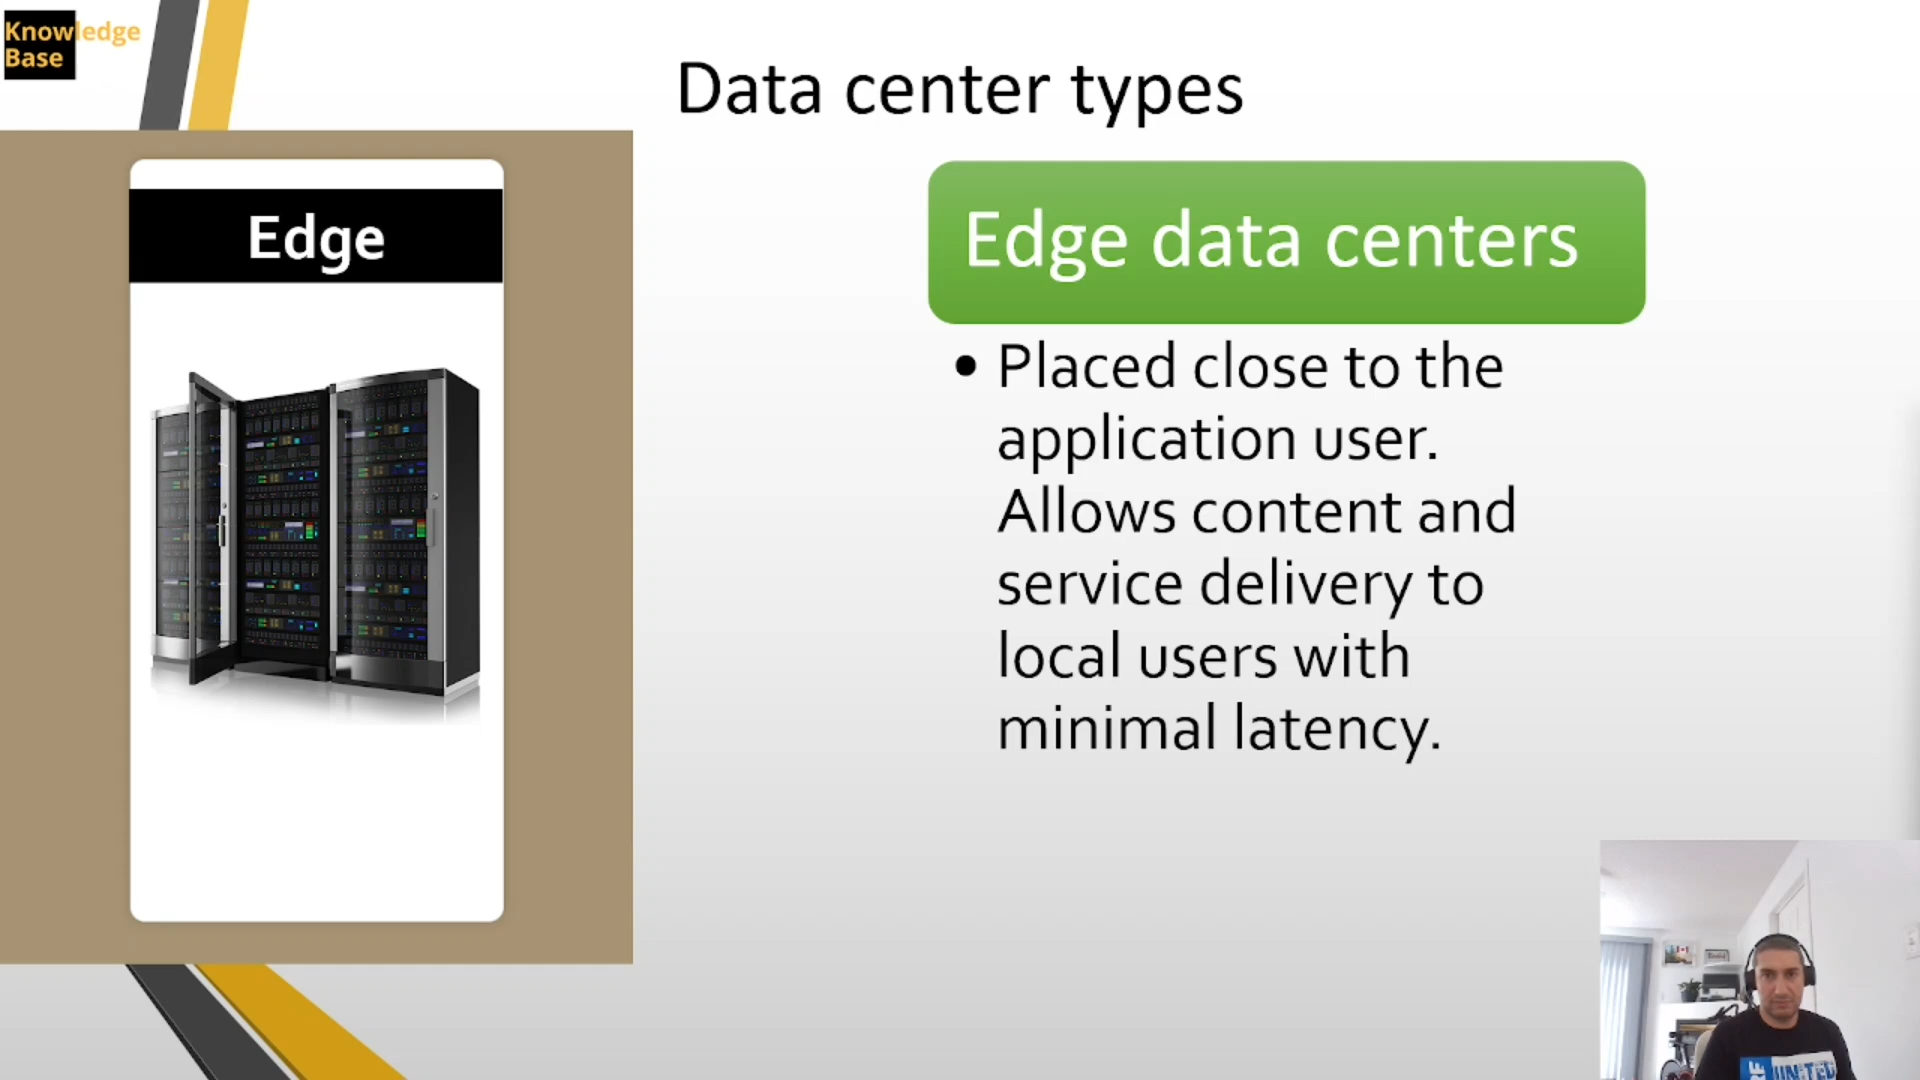 Knowledge
Base
Data center types
Edge
Edge data centers
• Placed close to the
application user.
Allows content and
service delivery to
local users with
minimal latency.
UNITED